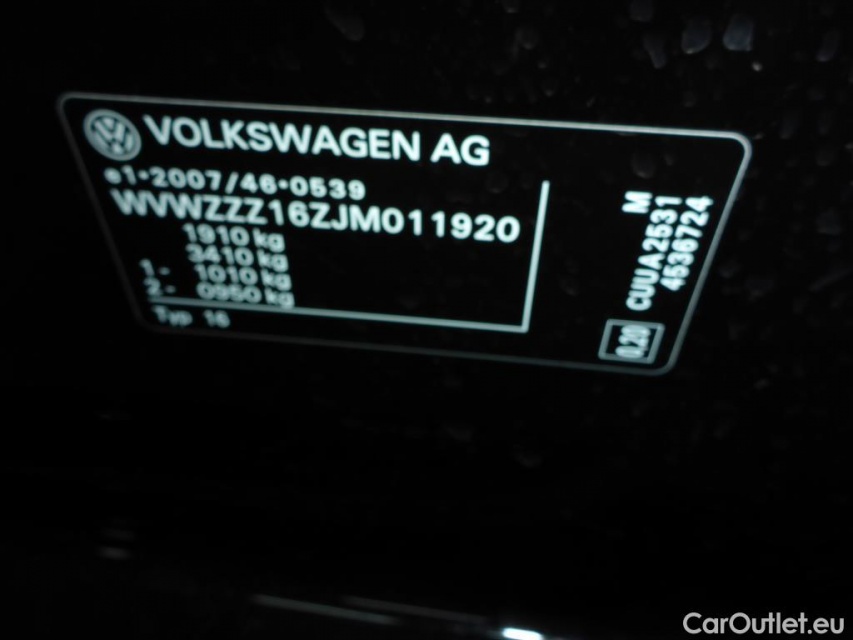 VOLKSWAGEN AG
e1*2007/46*0539
WVWZZZ16ZJM011920
1910 kg
3410 kg
1- 1010 kg
2- 0950 kg
Typ 16
M
CUUA2531
4536724
0.20
CarOutlet.eu